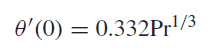 θ′(0) = 0.332Pr^{1/3}